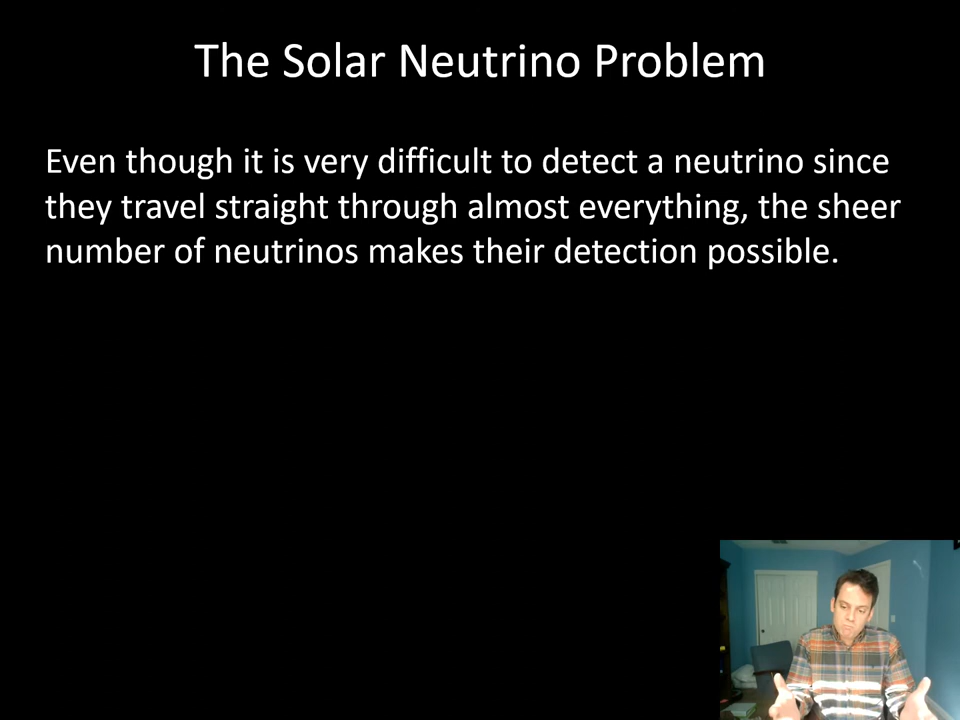 The Solar Neutrino Problem
Even though it is very difficult to detect a neutrino since
they travel straight through almost everything, the sheer
number of neutrinos makes their detection possible.